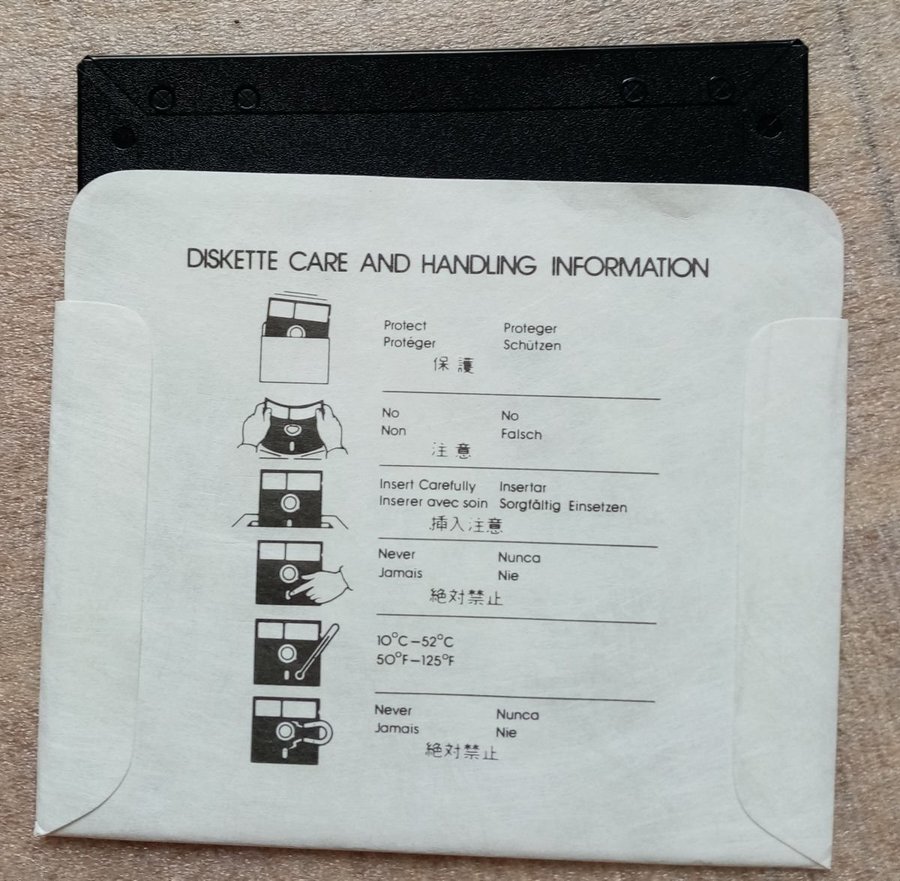 DISKETTE CARE AND HANDLING INFORMATION
Protect Proteger
Protéger Schützen
保護
No No
Non Falsch
注意
Insert Carefully Insertar
Inserer avec soin Sorgfältig Einsetzen
挿入注意
Never Nunca
Jamais Nie
絶対禁止
10°C-52°C
50°F-125°F
Never Nunca
Jamais Nie
絶対禁止